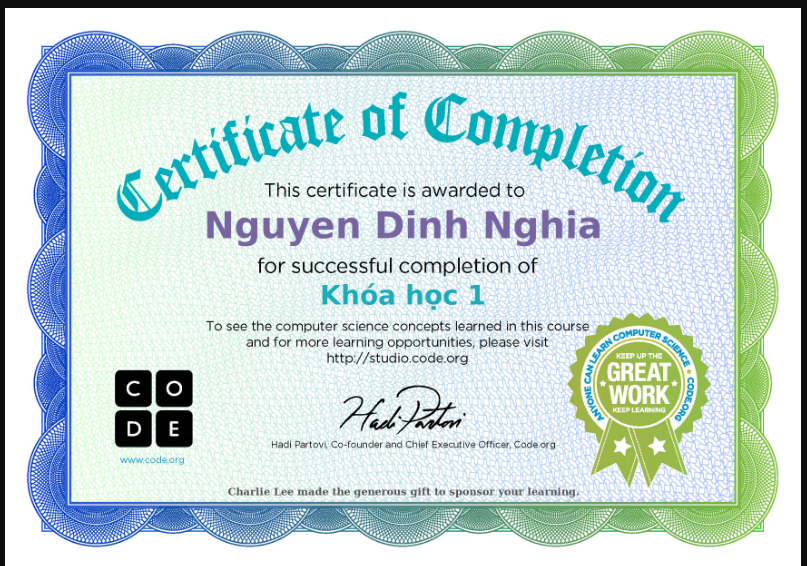 Certificate of Completion
This certificate is awarded to
Nguyen Dinh Nghia
for successful completion of
Khóa học 1
To see the computer science concepts learned in this course
and for more learning opportunities, please visit
http://studio.code.org
ANYONE CAN LEARN COMPUTER SCIENCE • CODE.ORG
KEEP UP THE
GREAT
WORK
KEEP LEARNING
C O
D E
www.code.org
Hadi Partovi
Hadi Partovi, Co-founder and Chief Executive Officer, Code.org
Charlie Lee made the generous gift to sponsor your learning.